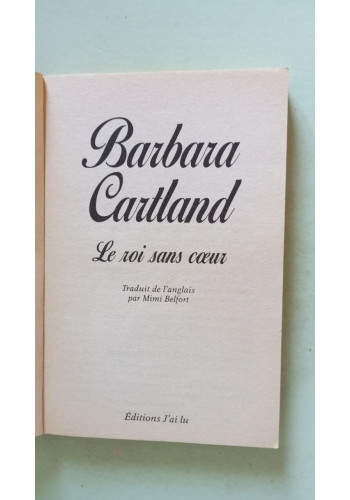 Barbara
Cartland
Le roi sans cœur
Traduit de l'anglais
par Mimi Belfort
Éditions J'ai lu